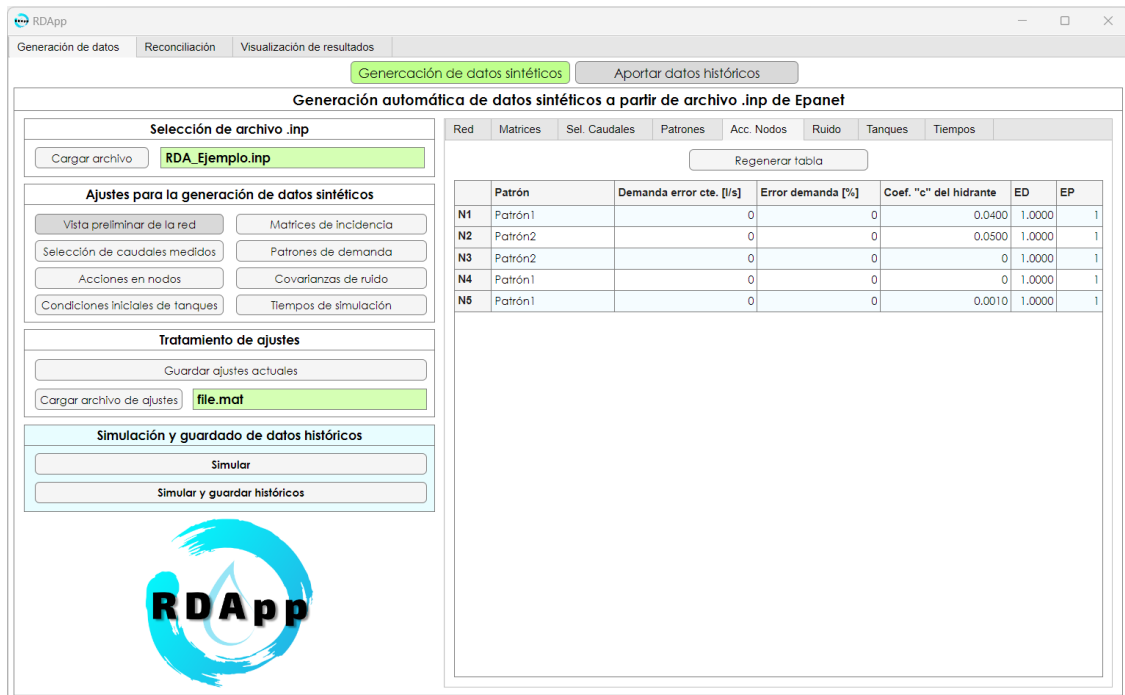 RDApp
Generación de datos Reconciliación Visualización de resultados
Genercación de datos sintéticos Aportar datos históricos
Generación automática de datos sintéticos a partir de archivo .inp de Epanet
Selección de archivo .inp
Cargar archivo RDA_Ejemplo.inp
Ajustes para la generación de datos sintéticos
Vista preliminar de la red Matrices de incidencia
Selección de caudales medidos Patrones de demanda
Acciones en nodos Covarianzas de ruido
Condiciones iniciales de tanques Tiempos de simulación
Tratamiento de ajustes
Guardar ajustes actuales
Cargar archivo de ajustes file.mat
Simulación y guardado de datos históricos
Simular
Simular y guardar históricos
RDApp
Red Matrices Sel. Caudales Patrones Acc. Nodos Ruido Tanques Tiempos
Regenerar tabla
Patrón Demanda error cte. [l/s] Error demanda [%] Coef. "c" del hidrante ED EP
N1 Patrón1 0 0 0.0400 1.0000 1
N2 Patrón2 0 0 0.0500 1.0000 1
N3 Patrón2 0 0 0 1.0000 1
N4 Patrón1 0 0 0 1.0000 1
N5 Patrón1 0 0 0.0010 1.0000 1